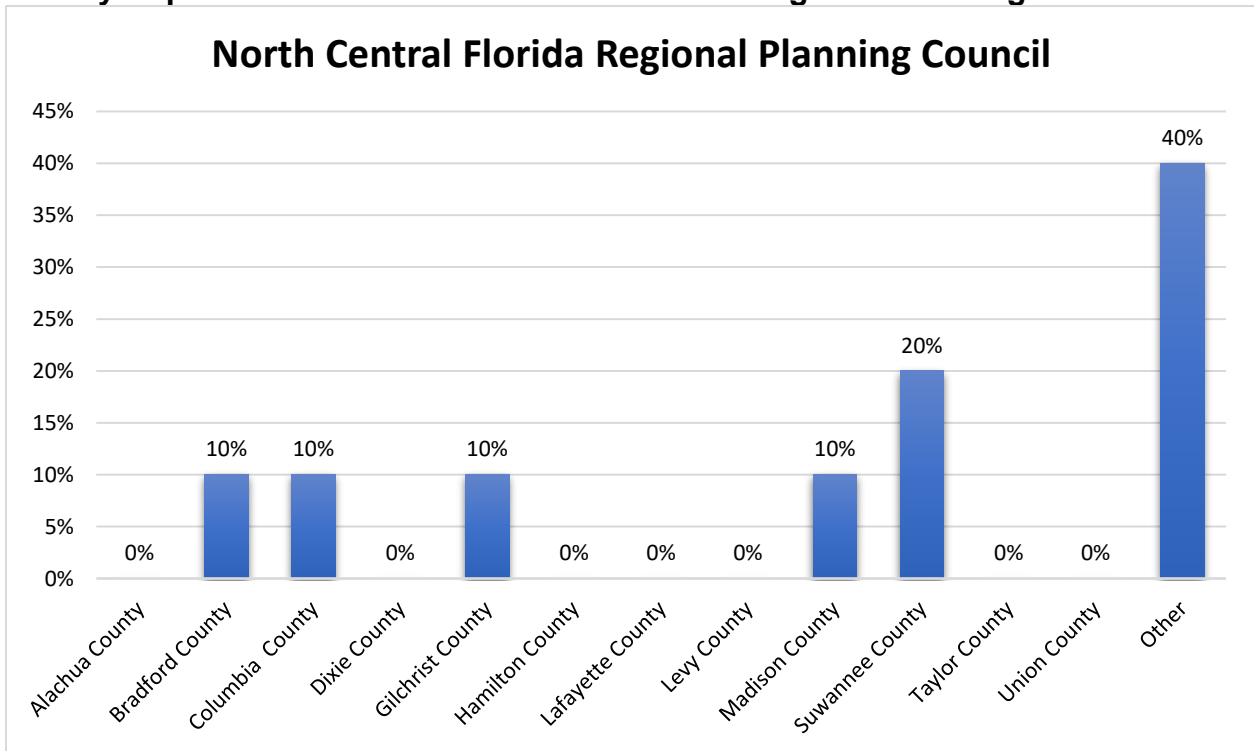 North Central Florida Regional Planning Council
45%
40%
35%
30%
25%
20%
15%
10%
5%
0%
0%
10%
10%
0%
10%
0%
0%
0%
10%
20%
0%
0%
40%
Alachua County
Bradford County
Columbia  County
Dixie County
Gilchrist County
Hamilton County
Lafayette County
Levy County
Madison County
Suwannee County
Taylor County
Union County
Other